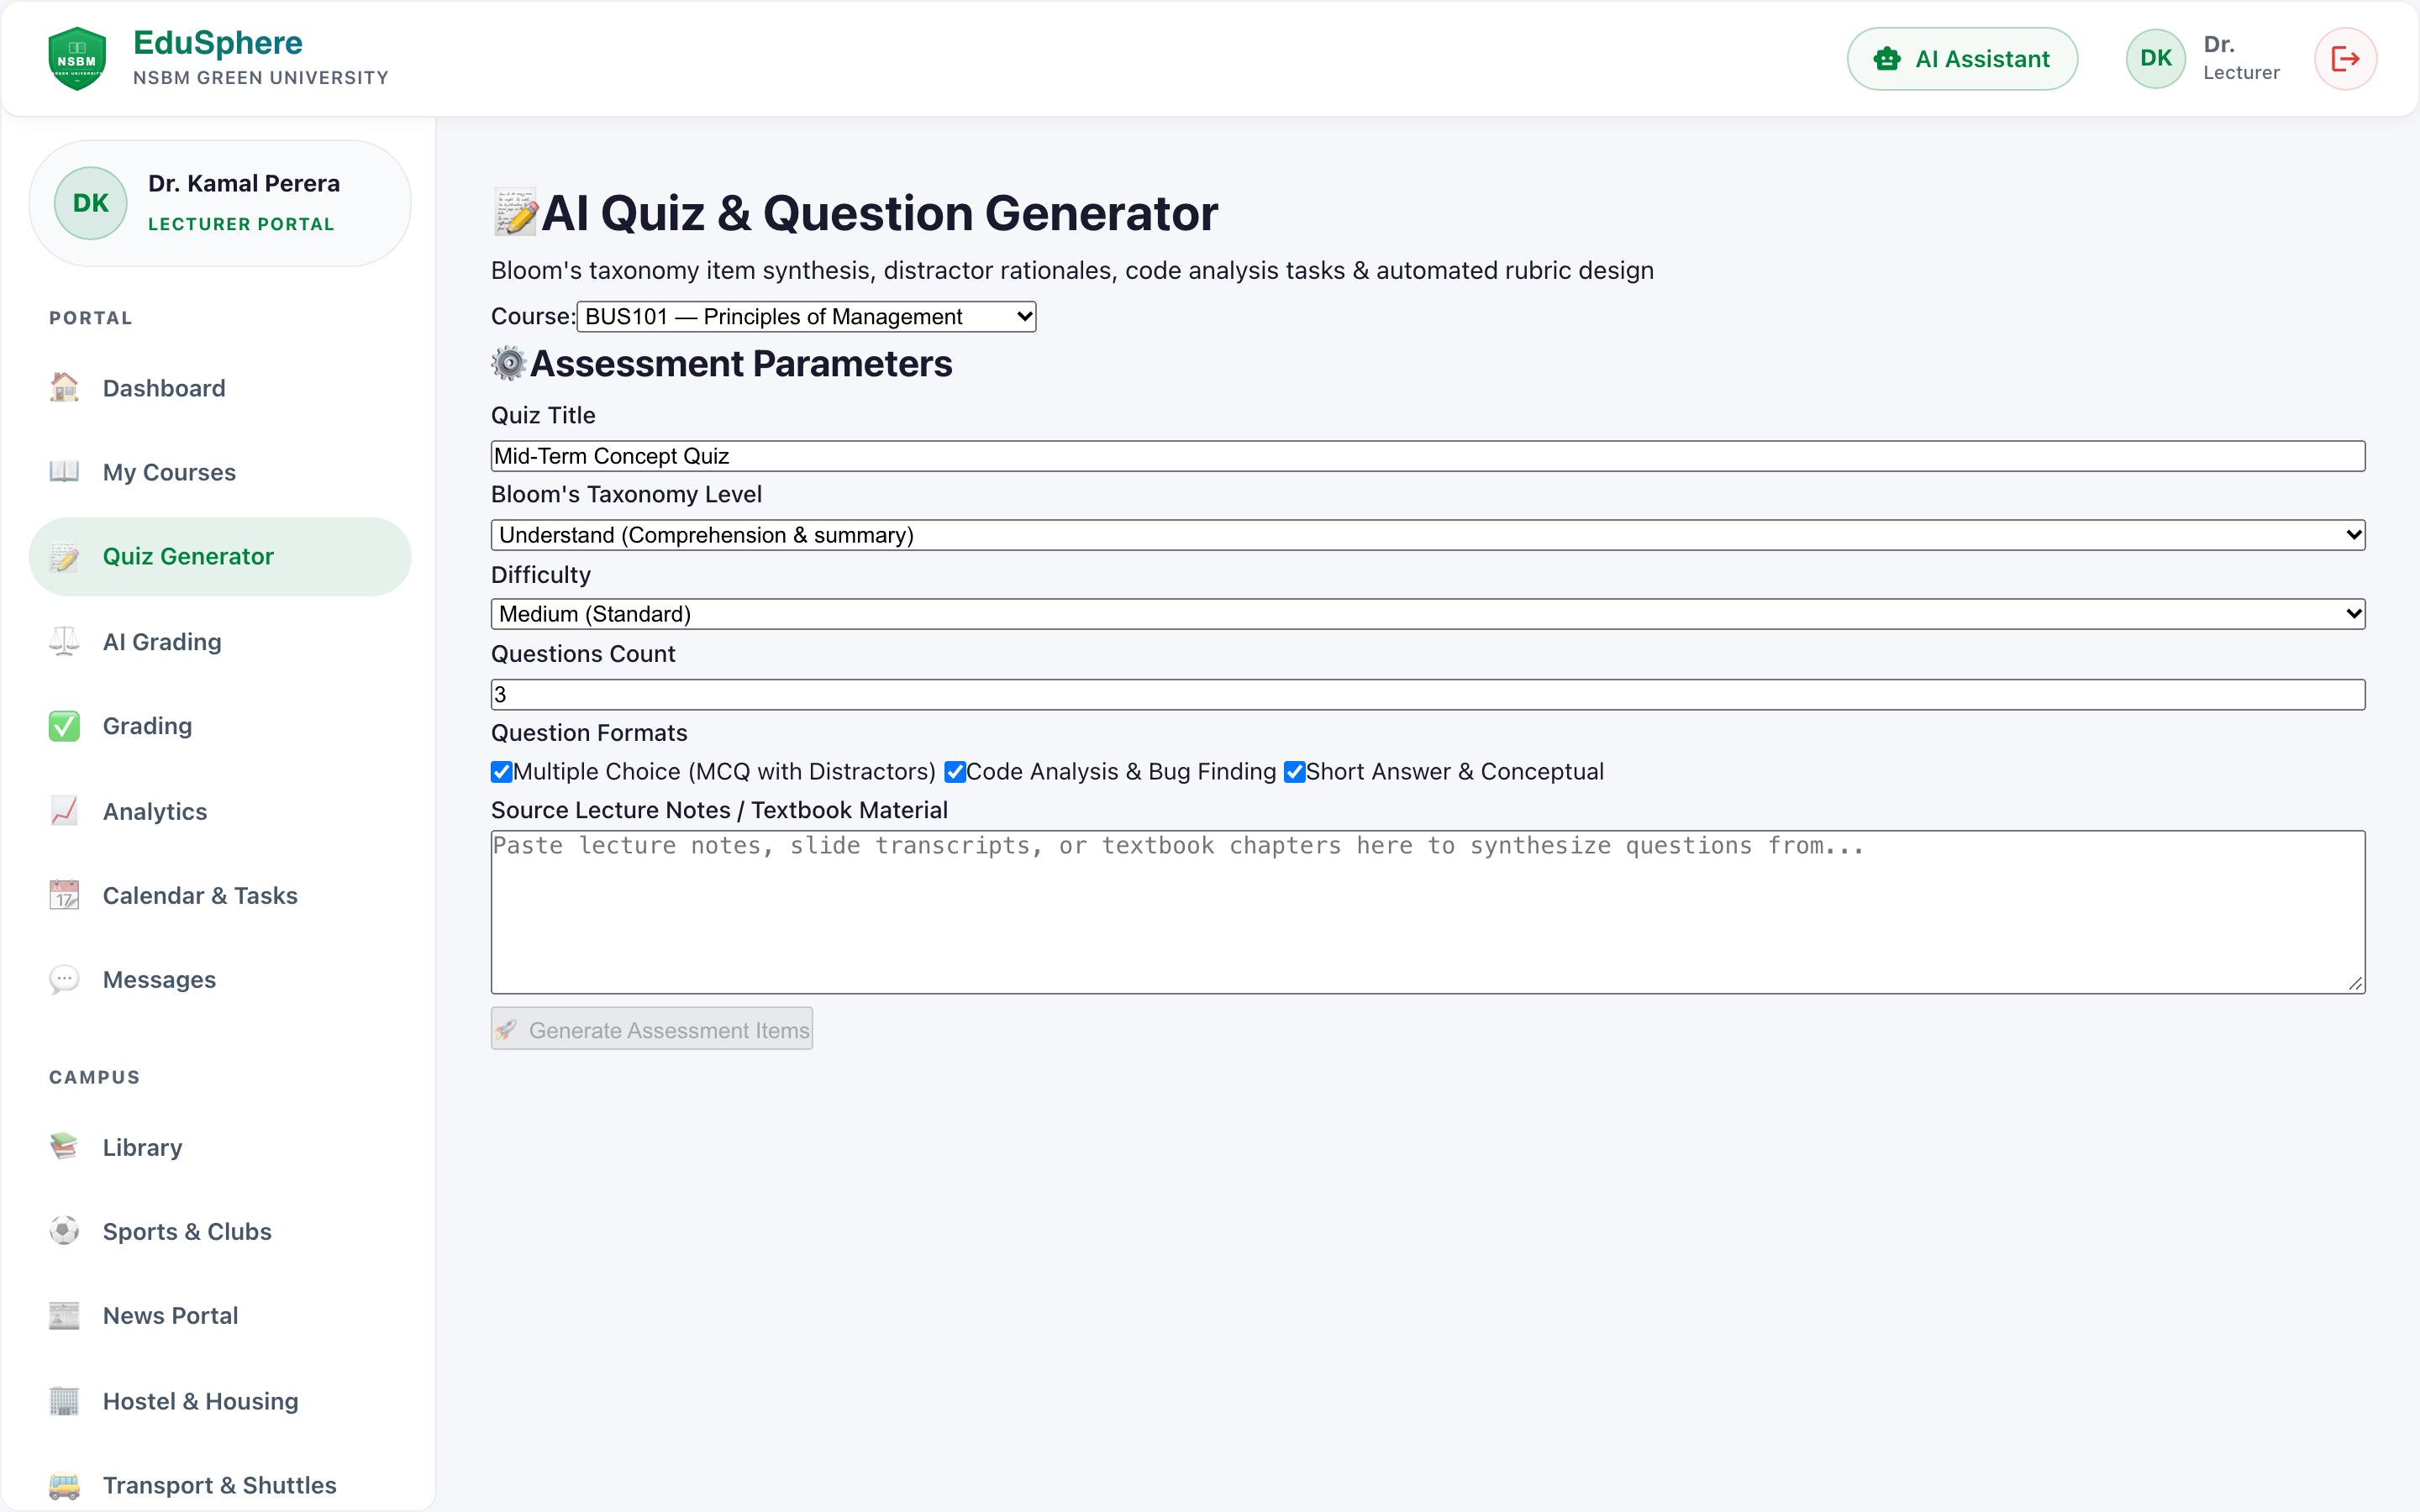 NSBM
GREEN UNIVERSITY
EduSphere
NSBM GREEN UNIVERSITY
AI Assistant
DK
Dr.
Lecturer
DK
Dr. Kamal Perera
LECTURER PORTAL
PORTAL
Dashboard
My Courses
Quiz Generator
AI Grading
Grading
Analytics
17
Calendar & Tasks
Messages
CAMPUS
Library
Sports & Clubs
News Portal
Hostel & Housing
Transport & Shuttles
AI Quiz & Question Generator
Bloom's taxonomy item synthesis, distractor rationales, code analysis tasks & automated rubric design
Course: BUS101 — Principles of Management
Assessment Parameters
Quiz Title
Mid-Term Concept Quiz
Bloom's Taxonomy Level
Understand (Comprehension & summary)
Difficulty
Medium (Standard)
Questions Count
3
Question Formats
Multiple Choice (MCQ with Distractors) Code Analysis & Bug Finding Short Answer & Conceptual
Source Lecture Notes / Textbook Material
Paste lecture notes, slide transcripts, or textbook chapters here to synthesize questions from...
Generate Assessment Items